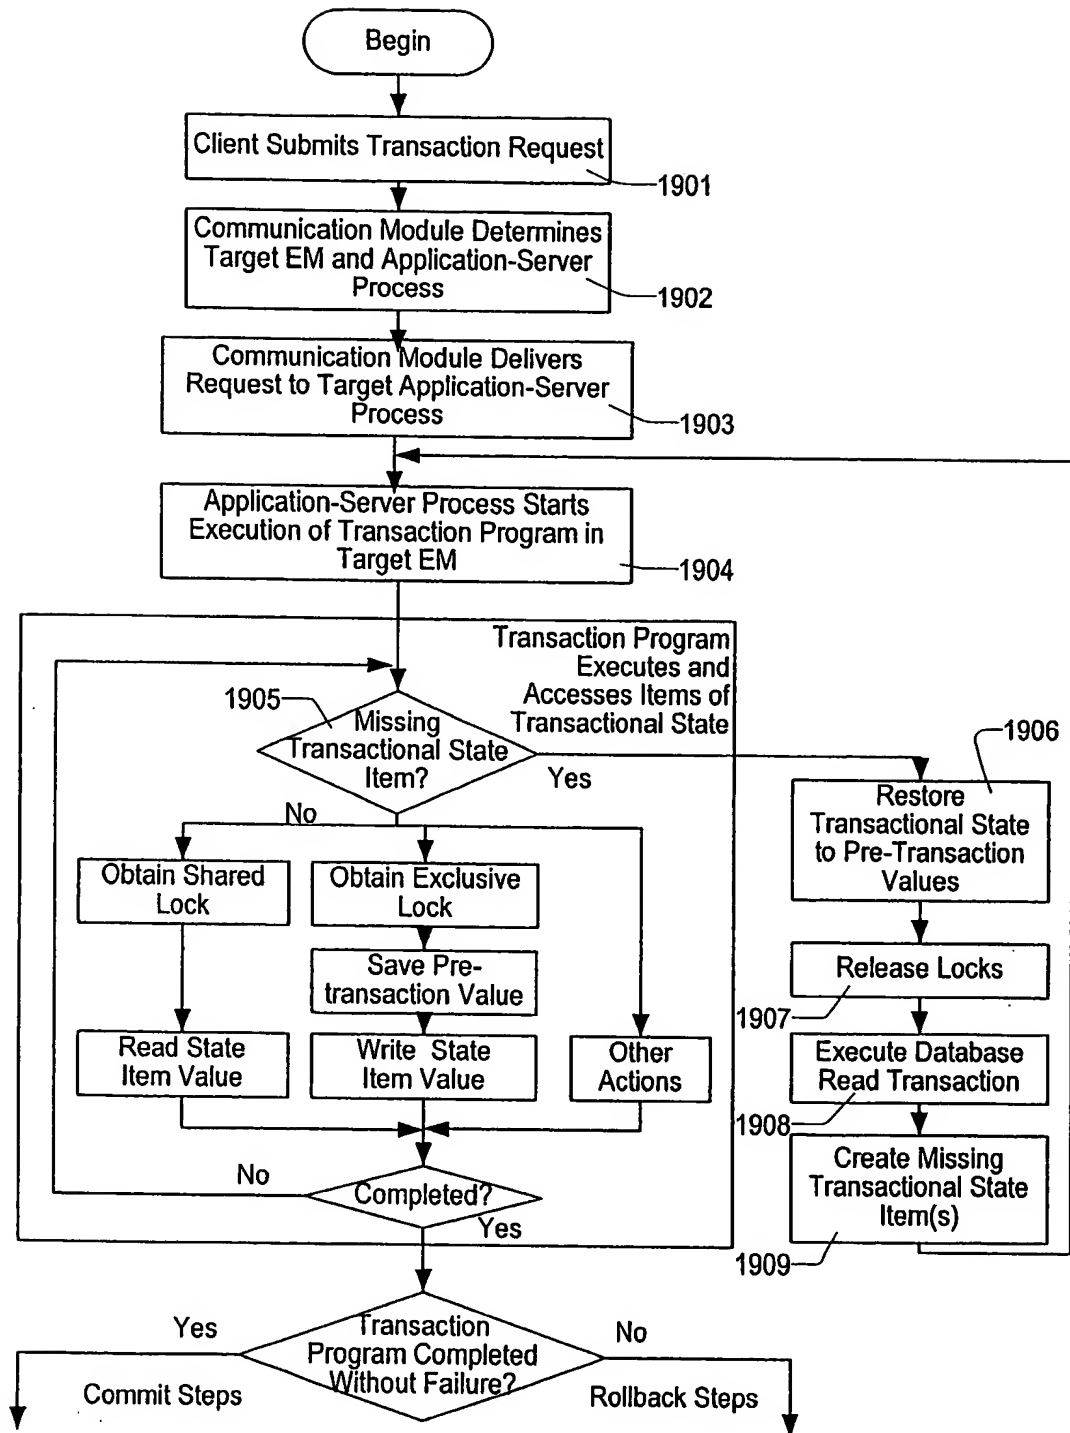 Begin
Client Submits Transaction Request
1901
Communication Module Determines
Target EM and Application-Server
Process
1902
Communication Module Delivers
Request to Target Application-Server
Process
1903
Application-Server Process Starts
Execution of Transaction Program in
Target EM
1904
Transaction Program
Executes and
Accesses Items of
Transactional State
1905
Missing
Transactional State
Item?
Yes
No
1906
Restore
Transactional State
to Pre-Transaction
Values
Obtain Shared
Lock
Obtain Exclusive
Lock
Save Pre-
transaction Value
Release Locks
1907
Read State
Item Value
Write State
Item Value
Other
Actions
Execute Database
Read Transaction
1908
Create Missing
Transactional State
Item(s)
1909
No
Completed?
Yes
Yes
Transaction
Program Completed
Without Failure?
No
Commit Steps
Rollback Steps